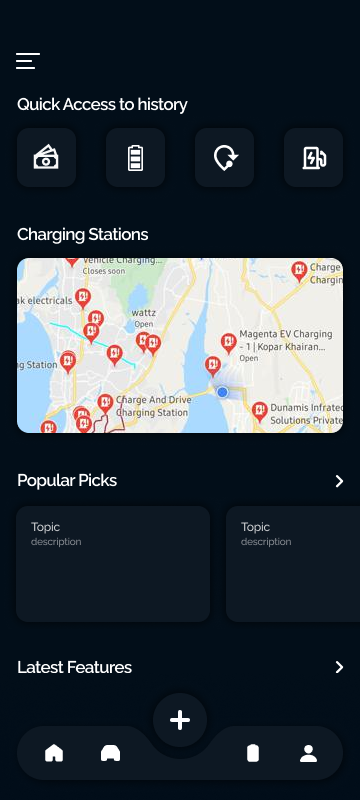 Quick Access to history
Charging Stations
Vehicle Charging...
Closes soon
Charge
Chargin
ak electricals
wattz
Open
Magenta EV Charging
- 1 | Kopar Khairan...
Open
ng Station
Charge And Drive
Charging Station
Dunamis Infratec
Solutions Private
Popular Picks
Topic
description
Topic
description
Latest Features